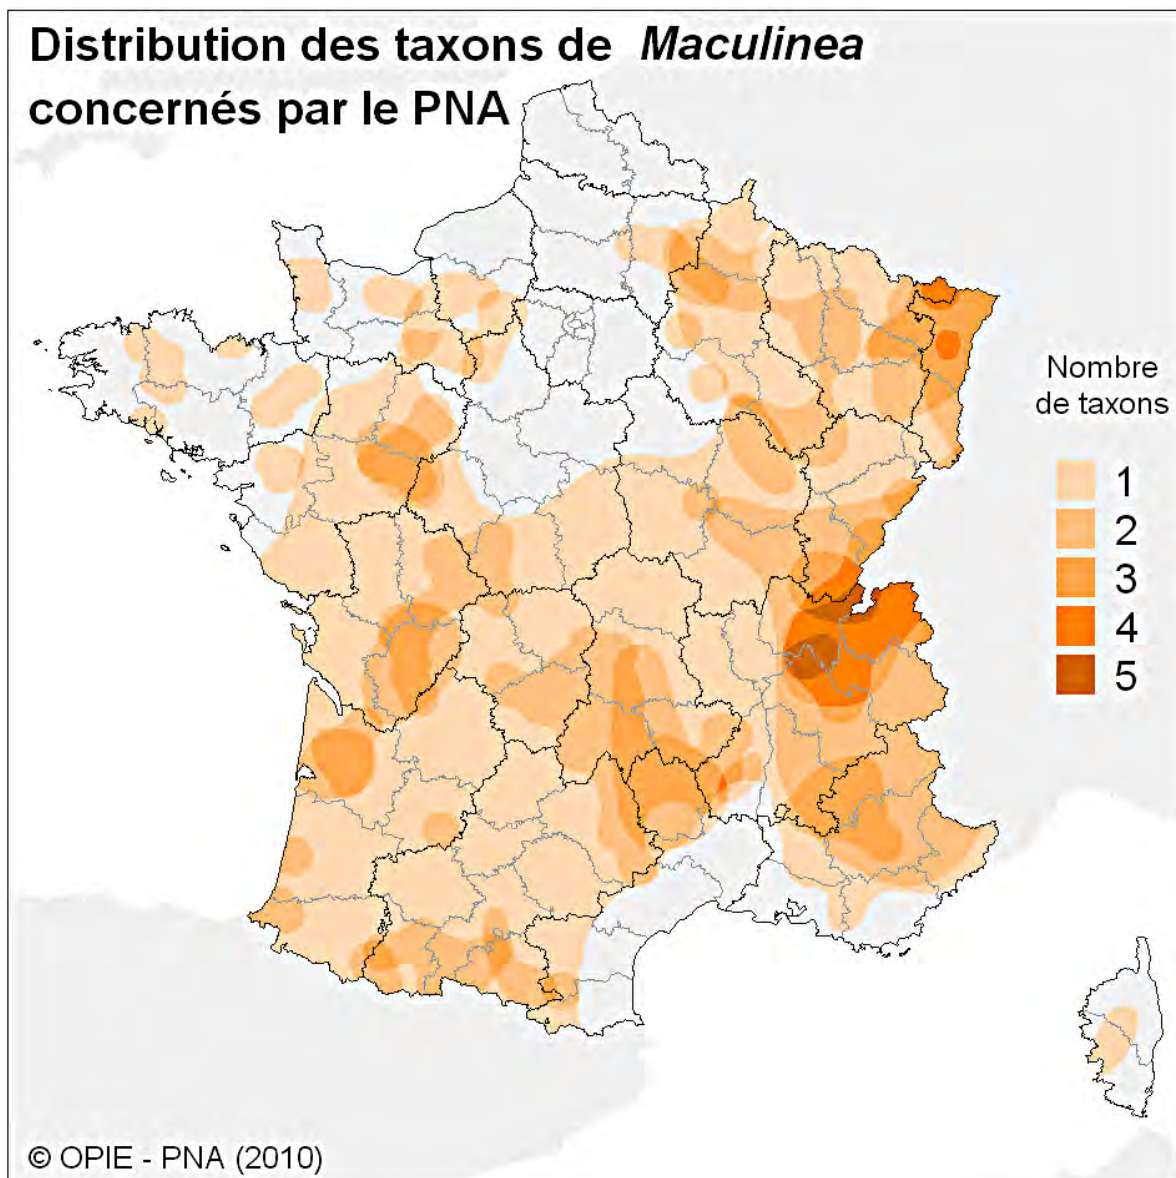 Distribution des taxons de Maculinea
concernés par le PNA
Nombre
de taxons
1
2
3
4
5
© OPIE - PNA (2010)